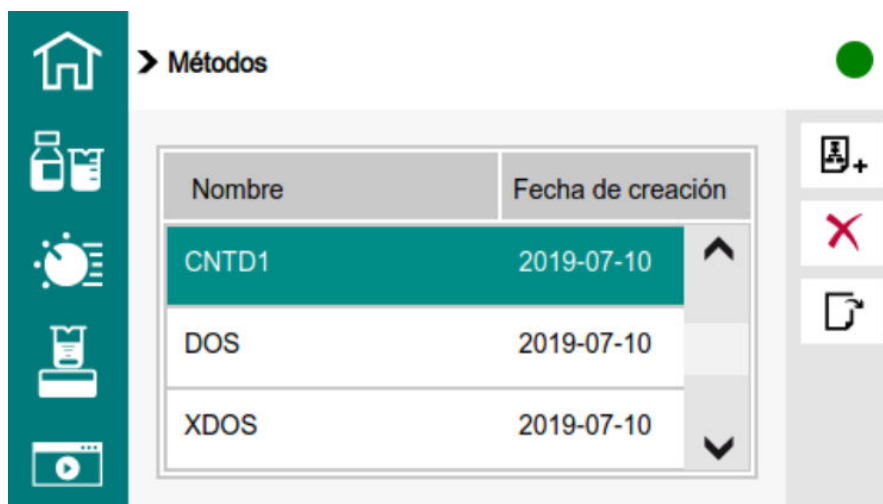 Métodos
Nombre Fecha de creación
CNTD1 2019-07-10
DOS 2019-07-10
XDOS 2019-07-10